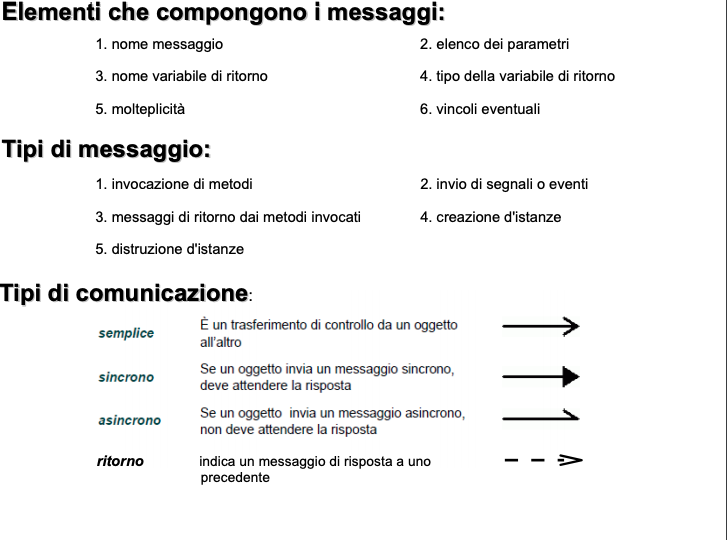 Elementi che compongono i messaggi:
1. nome messaggio 2. elenco dei parametri
3. nome variabile di ritorno 4. tipo della variabile di ritorno
5. molteplicità 6. vincoli eventuali
Tipi di messaggio:
1. invocazione di metodi 2. invio di segnali o eventi
3. messaggi di ritorno dai metodi invocati 4. creazione d'istanze
5. distruzione d'istanze
Tipi di comunicazione:
semplice È un trasferimento di controllo da un oggetto
all'altro
sincrono Se un oggetto invia un messaggio sincrono,
deve attendere la risposta
asincrono Se un oggetto invia un messaggio asincrono,
non deve attendere la risposta
ritorno indica un messaggio di risposta a uno
precedente